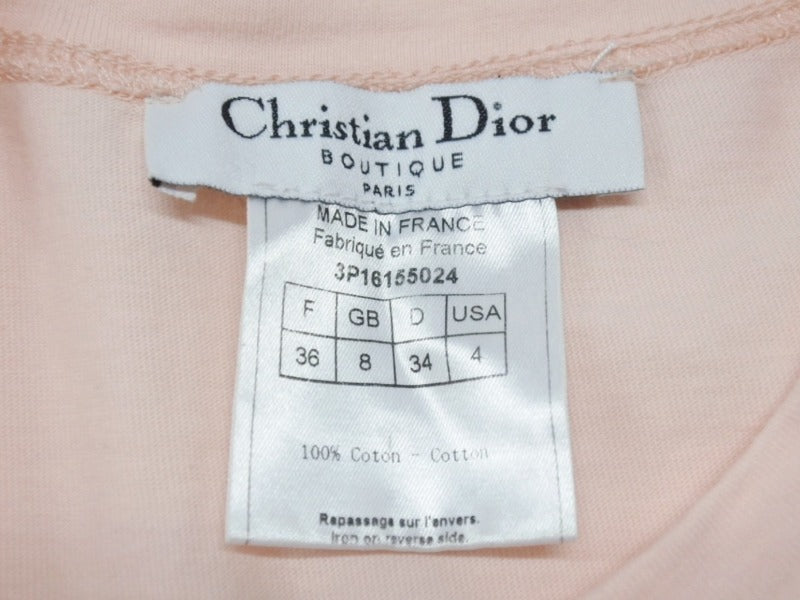 Christian Dior
BOUTIQUE
PARIS
MADE IN FRANCE
Fabriqué en France
3P16155024
F GB D USA
36 8 34 4
100% Coton - Cotton
Repassage sur l'envers.
Iron on reverse side.